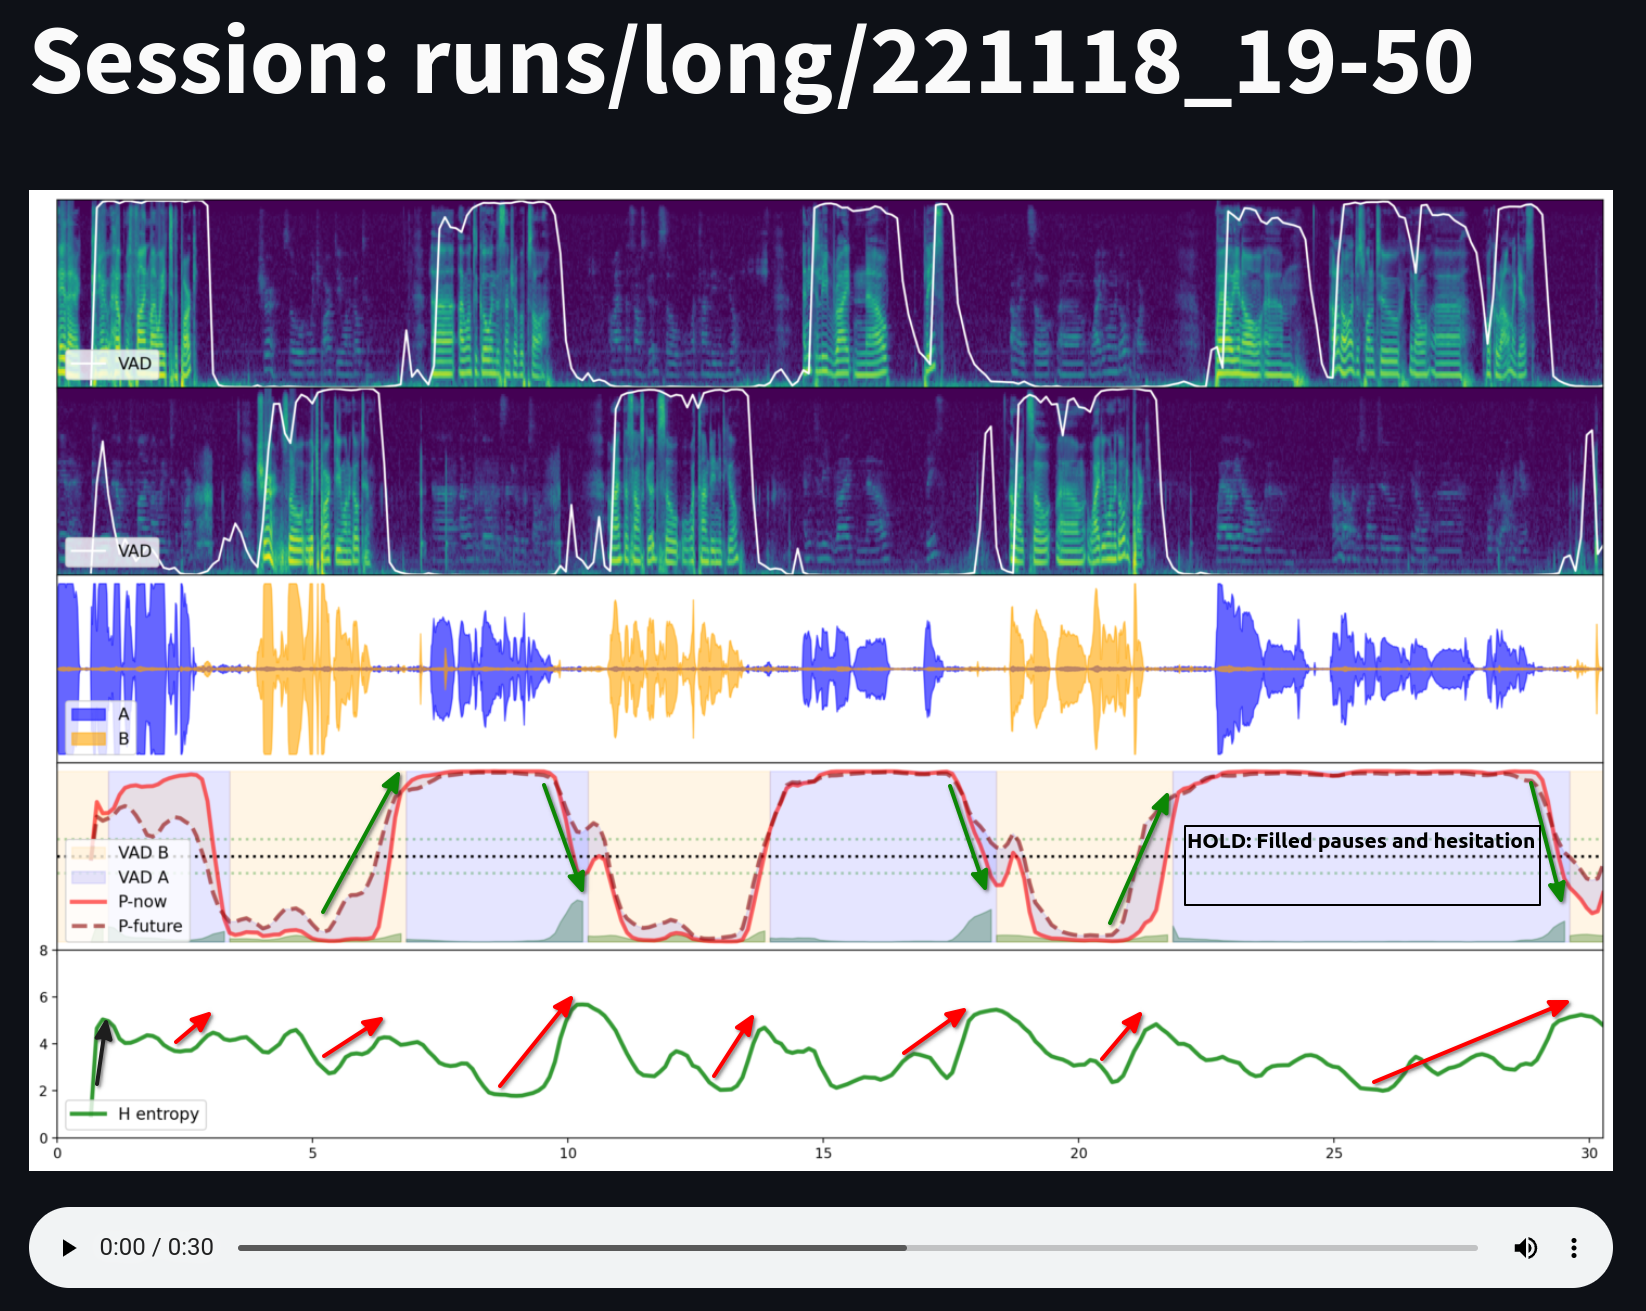 Session: runs/long/221118_19-50
VAD
VAD
A
B
VAD B
VAD A
P-now
P-future
HOLD: Filled pauses and hesitation
8
6
4
2
0
H entropy
0 5 10 15 20 25 30
0:00 / 0:30